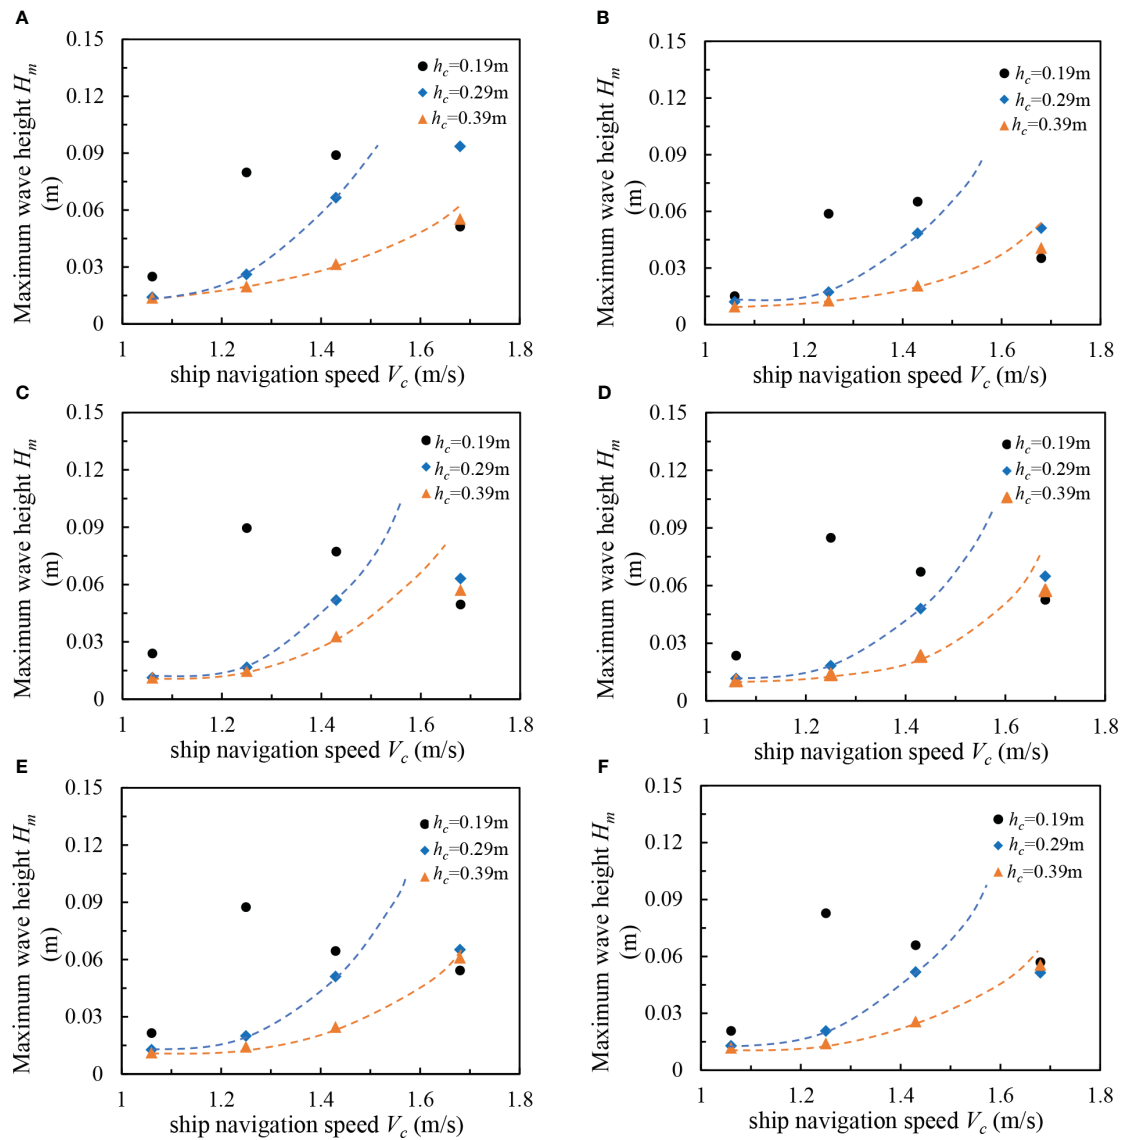 A
Maximum wave height Hm
(m)
0.15
0.12
0.09
0.06
0.03
0
hc=0.19m
hc=0.29m
hc=0.39m
1
1.2
1.4
1.6
1.8
ship navigation speed Vc (m/s)
B
Maximum wave height Hm
(m)
0.15
0.12
0.09
0.06
0.03
0
hc=0.19m
hc=0.29m
hc=0.39m
1
1.2
1.4
1.6
1.8
ship navigation speed Vc (m/s)
C
Maximum wave height Hm
(m)
0.15
0.12
0.09
0.06
0.03
0
hc=0.19m
hc=0.29m
hc=0.39m
1
1.2
1.4
1.6
1.8
ship navigation speed Vc (m/s)
D
Maximum wave height Hm
(m)
0.15
0.12
0.09
0.06
0.03
0
hc=0.19m
hc=0.29m
hc=0.39m
1
1.2
1.4
1.6
1.8
ship navigation speed Vc (m/s)
E
Maximum wave height Hm
(m)
0.15
0.12
0.09
0.06
0.03
0
hc=0.19m
hc=0.29m
hc=0.39m
1
1.2
1.4
1.6
1.8
ship navigation speed Vc (m/s)
F
Maximum wave height Hm
(m)
0.15
0.12
0.09
0.06
0.03
0
hc=0.19m
hc=0.29m
hc=0.39m
1
1.2
1.4
1.6
1.8
ship navigation speed Vc (m/s)